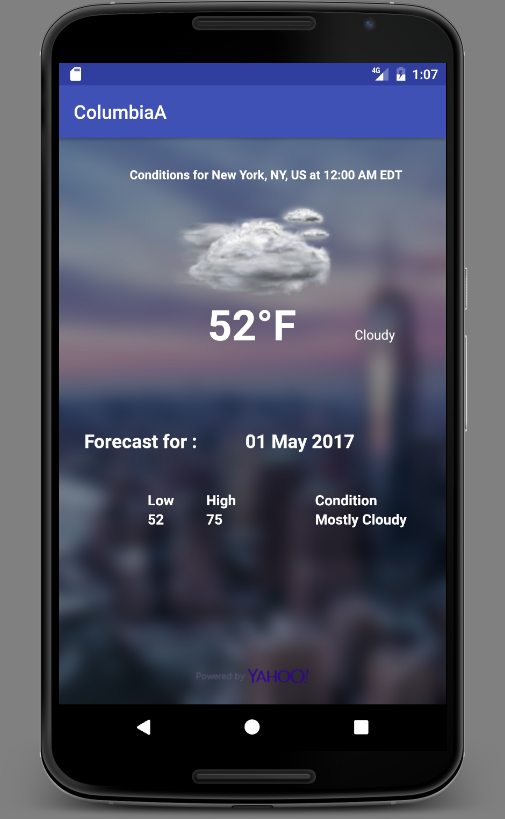 4G 1:07
ColumbiaA
Conditions for New York, NY, US at 12:00 AM EDT
52°F
Cloudy
Forecast for : 01 May 2017
Low High Condition
52 75 Mostly Cloudy
Powered by YAHOO!